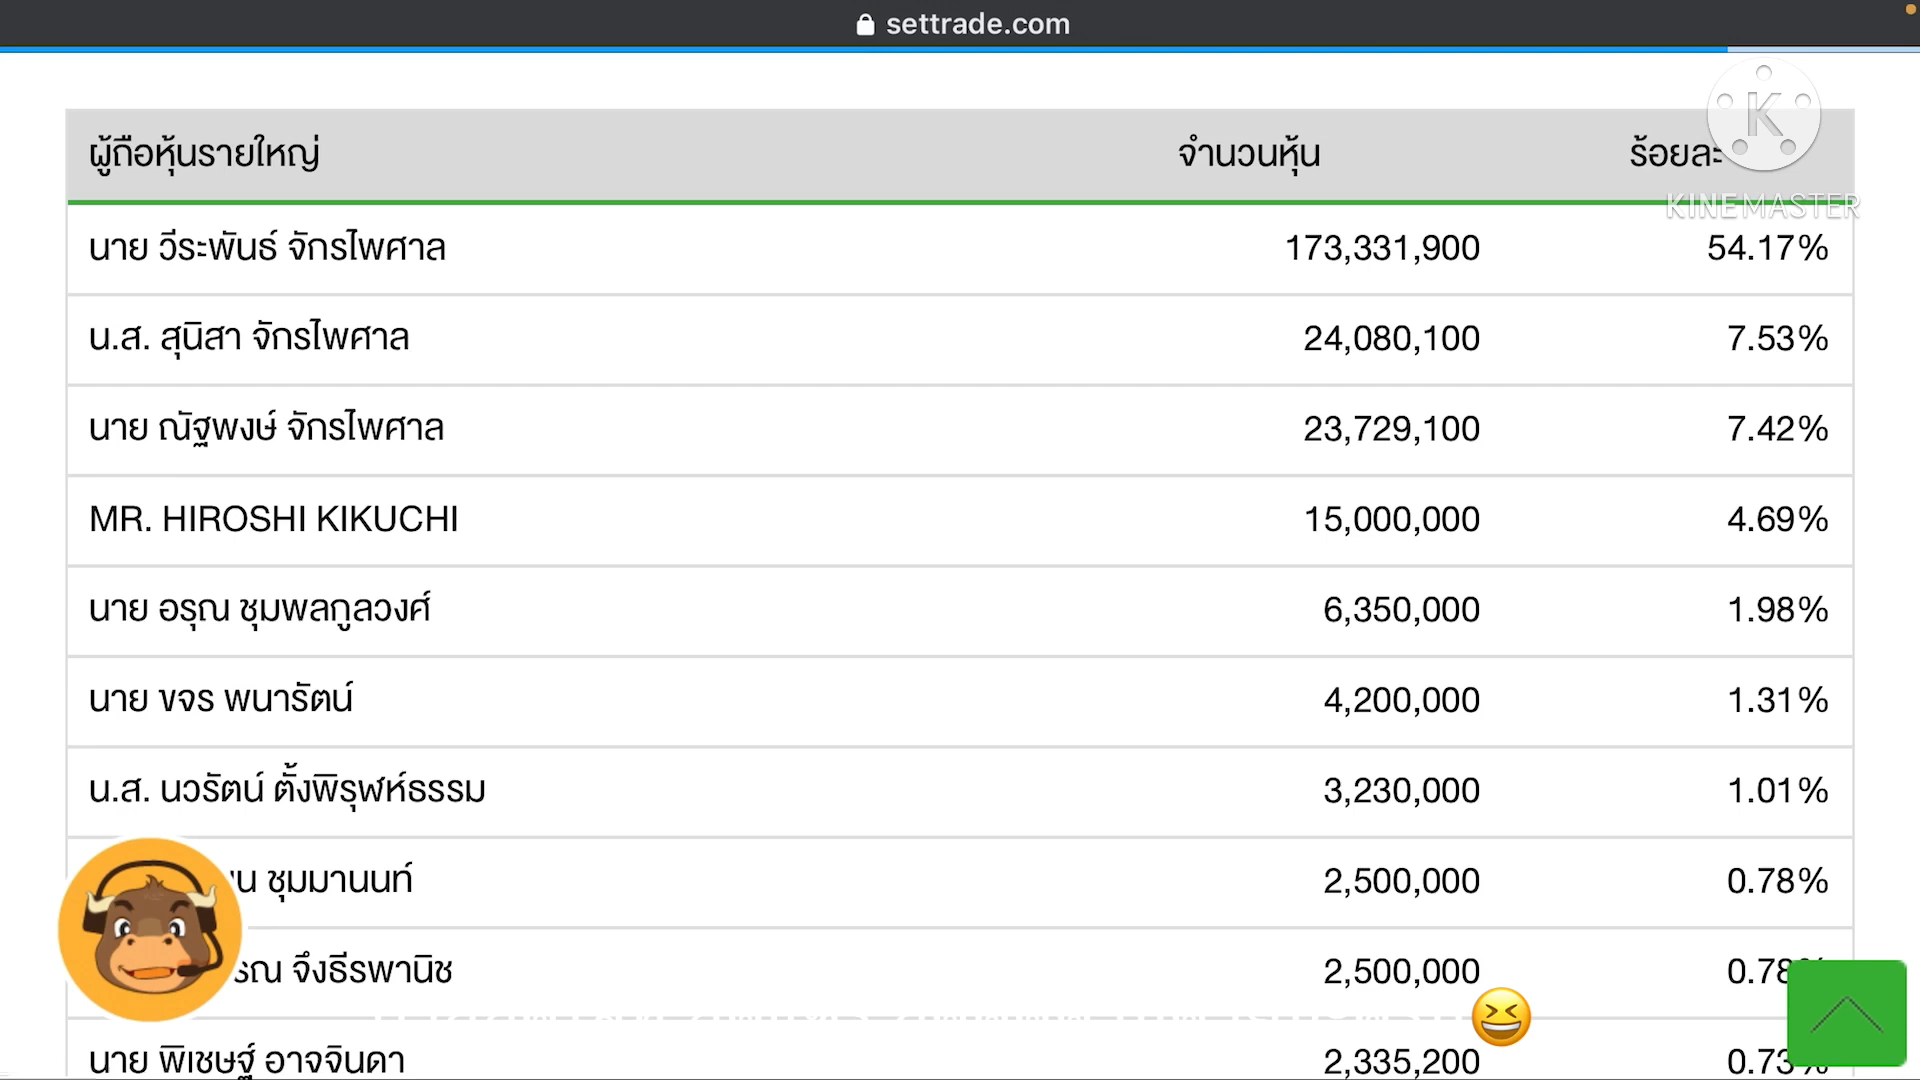 settrade.com
ผู้ถือหุ้นรายใหญ่ จำนวนหุ้น ร้อยละ
KINEMASTER
นาย วีระพันธ์ จักรไพศาล 173,331,900 54.17%
น.ส. สุนิสา จักรไพศาล 24,080,100 7.53%
นาย ณัฐพงษ์ จักรไพศาล 23,729,100 7.42%
MR. HIROSHI KIKUCHI 15,000,000 4.69%
นาย อรุณ ชุมพลกูลวงศ์ 6,350,000 1.98%
นาย ขจร พนารัตน์ 4,200,000 1.31%
น.ส. นวรัตน์ ตั้งพิรุฬห์ธรรม 3,230,000 1.01%
ชุมมานนท์ 2,500,000 0.78%
จึงธีรพานิช 2,500,000 0.78
นาย พิเชษฐ์ อาจจินดา 2,335,200 0.73%